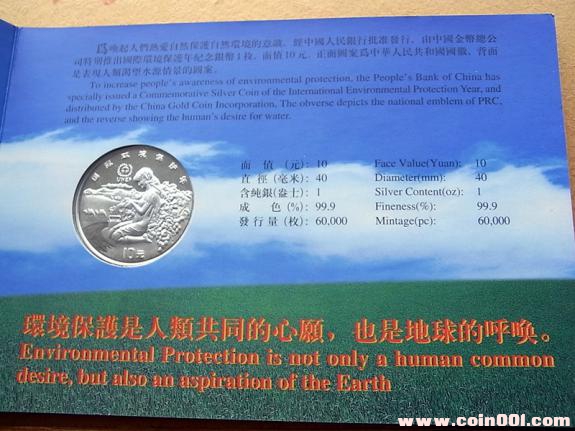 為喚起人們熱愛自然保護自然環境的意識，經中國人民銀行批准發行，由中國金幣總公
司特別推出國際環境保護年紀念銀幣1枚，面值10元，正面圖案爲中華人民共和國國徽，背面
是表現人類渴望水源情景的圖案。
To increase people's awareness of environmental protection, the People's Bank of China has
specially issued a Commemorative Silver Coin of the International Environmental Protection Year, and
distributed by the China Gold Coin Incorporation. The obverse depicts the national emblem of PRC,
and the reverse showing the human's desire for water.
国际环境保护年
UNEP
10元
面 值 (元): 10 Face Value(Yuan): 10
直 徑 (毫米): 40 Diameter(mm): 40
含純銀(盎士): 1 Silver Content(oz): 1
成 色 (%): 99.9 Fineness(%): 99.9
發 行 量 (枚): 60,000 Mintage(pc): 60,000
環境保護是人類共同的心願，也是地球的呼喚。
Environmental Protection is not only a human common
desire, but also an aspiration of the Earth
www.coin001.com